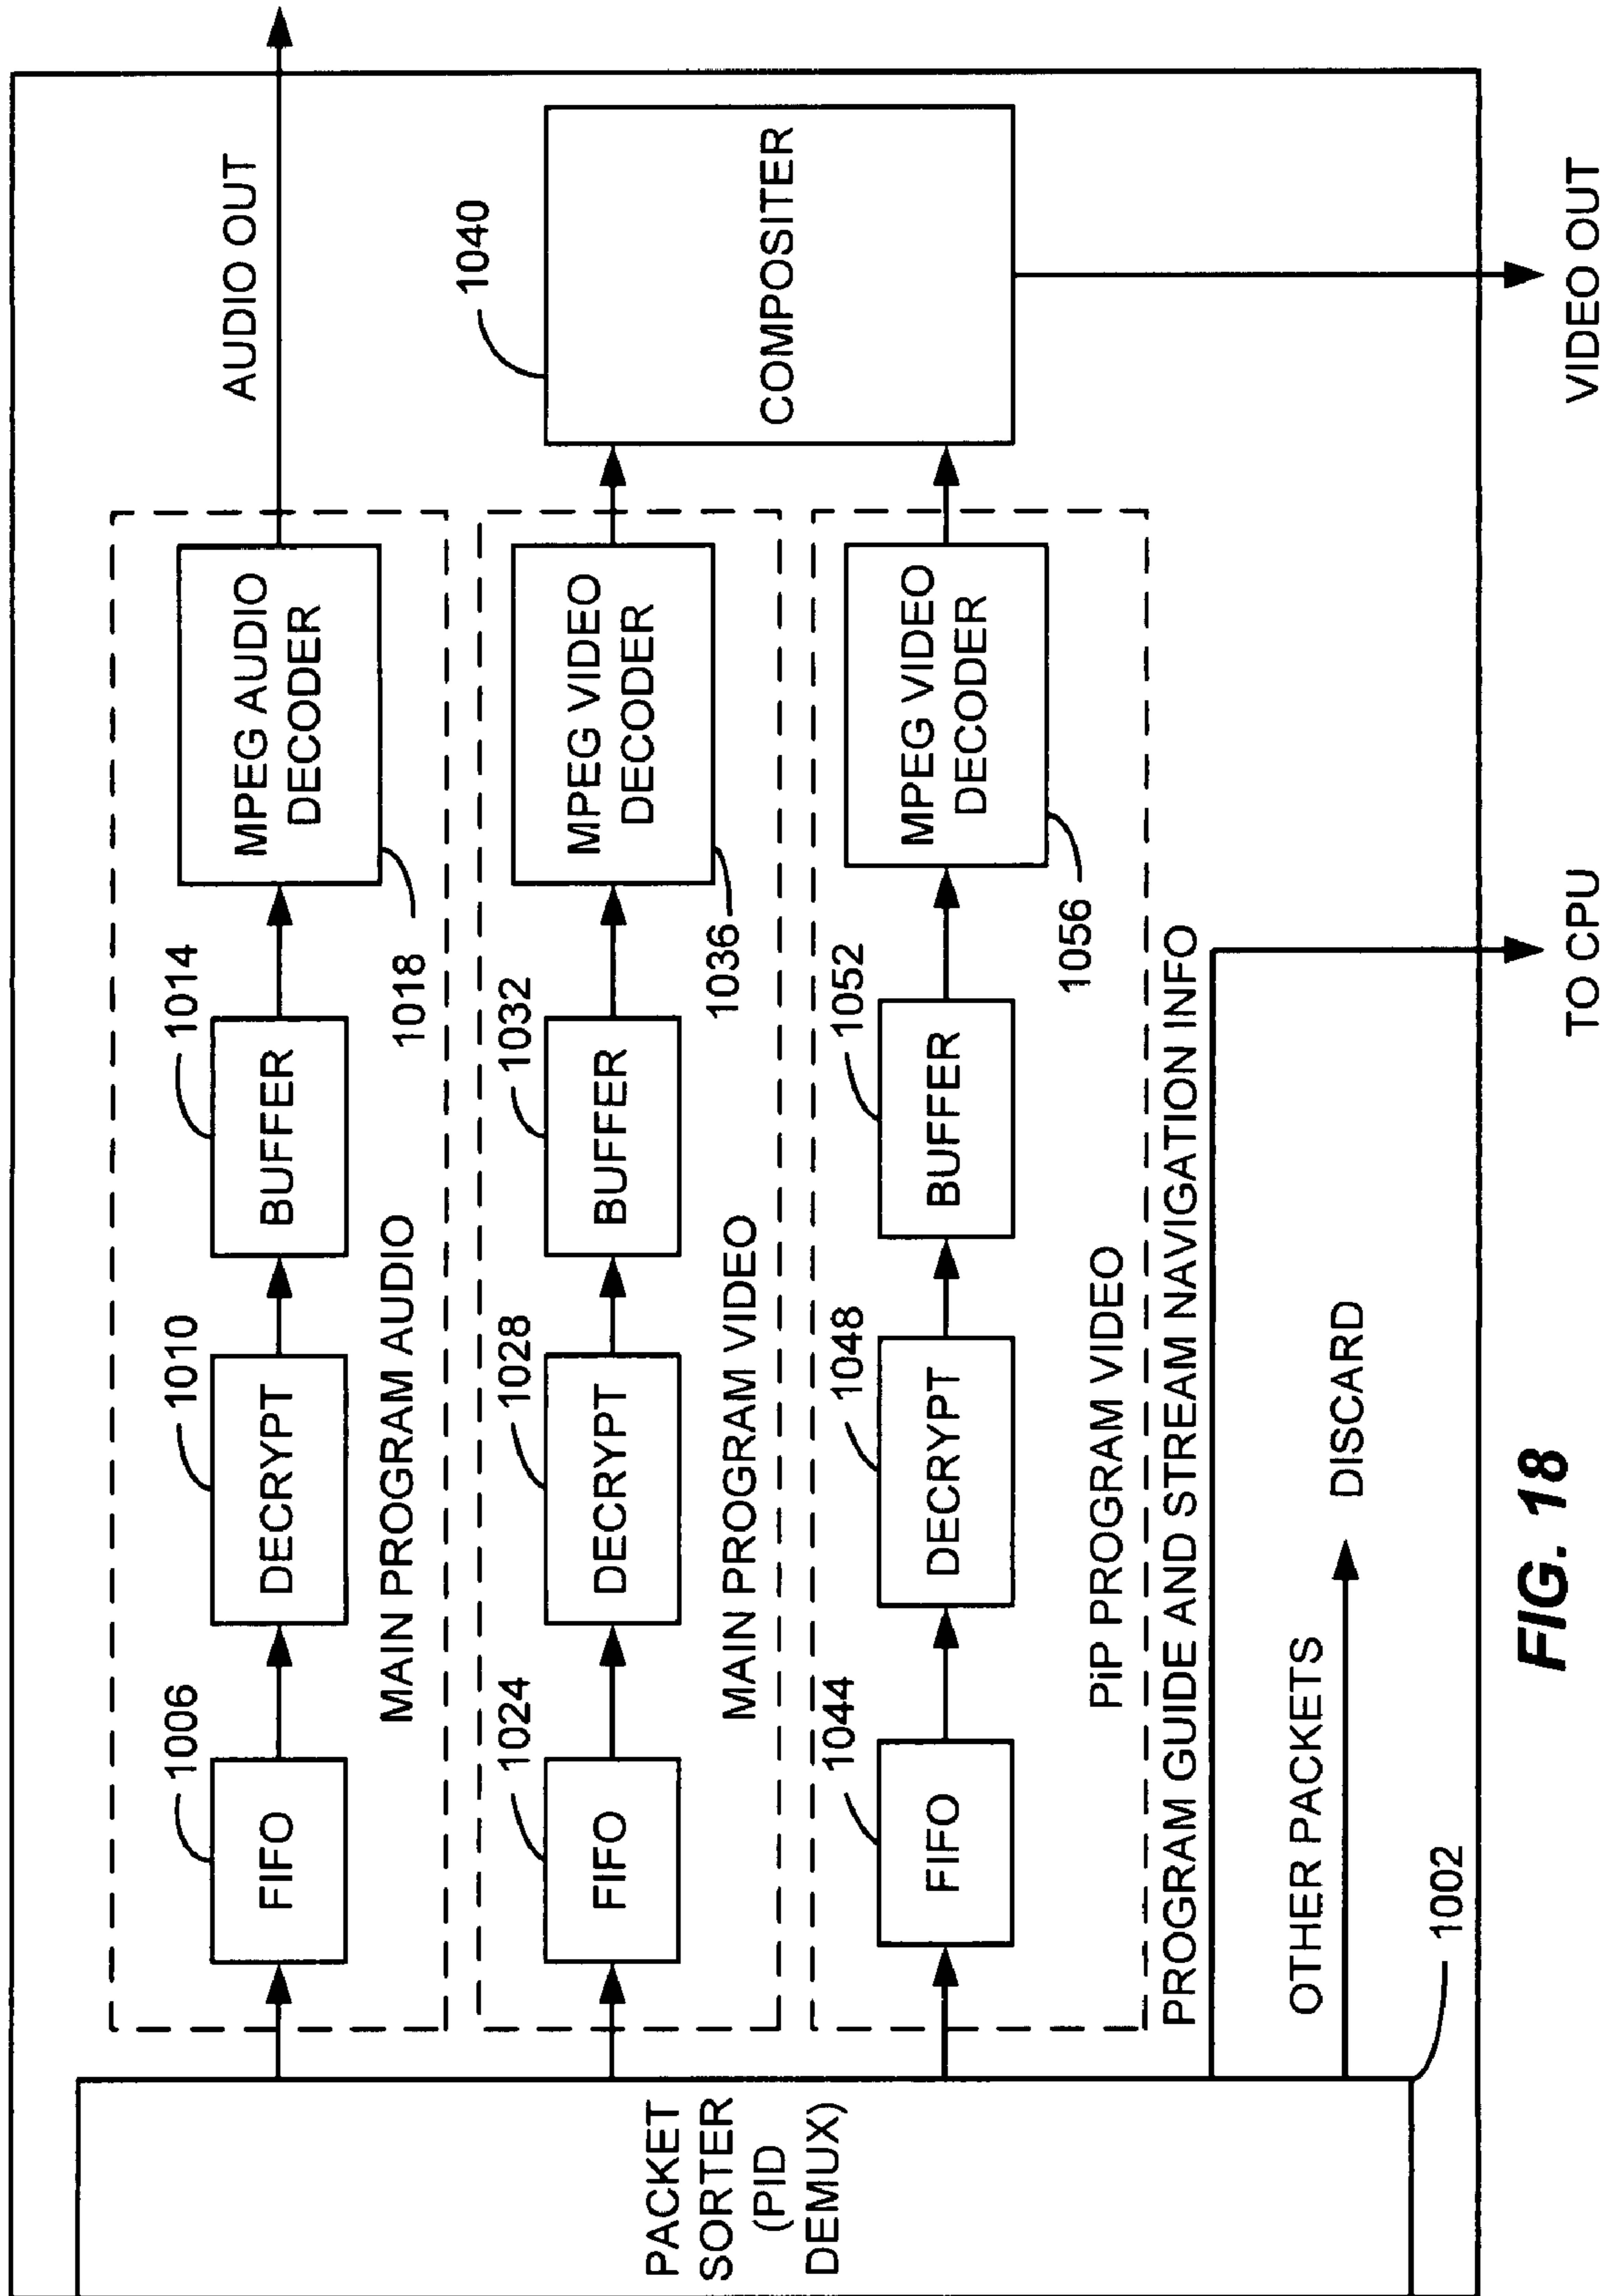 AUDIO OUT
PACKET
SORTER
(PID
DEMUX)
1002
1006
FIFO
1010
DECRYPT
1014
BUFFER
MPEG AUDIO
DECODER
1018
MAIN PROGRAM AUDIO
1024
FIFO
1028
DECRYPT
1032
BUFFER
MPEG VIDEO
DECODER
1036
MAIN PROGRAM VIDEO
1040
COMPOSITER
1044
FIFO
1048
DECRYPT
1052
BUFFER
MPEG VIDEO
DECODER
1056
PiP PROGRAM VIDEO
PROGRAM GUIDE AND STREAM NAVIGATION INFO
OTHER PACKETS
DISCARD
TO CPU
VIDEO OUT
FIG. 18